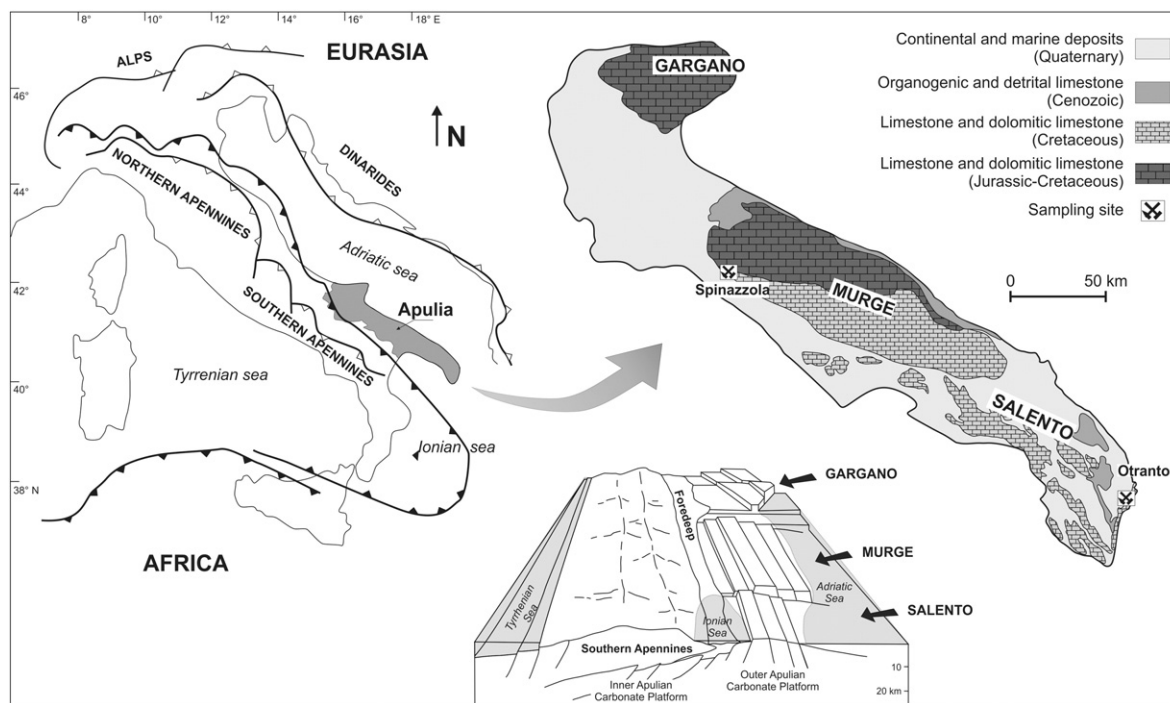 8° 10° 12° 14° 16° 18° E
EURASIA
ALPS
46°
N
DINARIDES
NORTHERN APENNINES
44°
Adriatic sea
42°
Apulia
SOUTHERN APENNINES
Tyrrenian sea
40°
Ionian sea
38° N
AFRICA
GARGANO
Continental and marine deposits
(Quaternary)
Organogenic and detrital limestone
(Cenozoic)
Limestone and dolomitic limestone
(Cretaceous)
Limestone and dolomitic limestone
(Jurassic-Cretaceous)
Sampling site
0 50 km
Spinazzola
MURGE
SALENTO
Otranto
GARGANO
Foredeep
MURGE
Adriatic
Sea
SALENTO
Tyrrhenian
Sea
Ionian
Sea
Southern Apennines
10
Inner Apulian
Carbonate Platform
Outer Apulian
Carbonate Platform
20 km